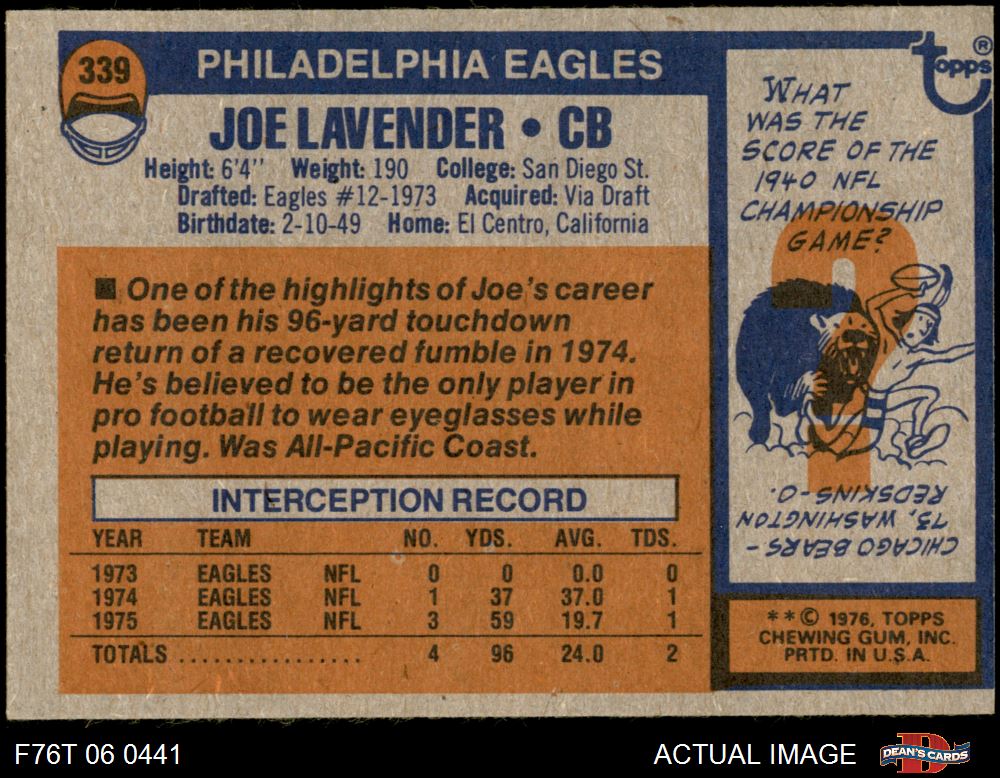 339
PHILADELPHIA EAGLES
JOE LAVENDER • CB
Height: 6'4'' Weight: 190 College: San Diego St.
Drafted: Eagles #12-1973 Acquired: Via Draft
Birthdate: 2-10-49 Home: El Centro, California
■ One of the highlights of Joe's career
has been his 96-yard touchdown
return of a recovered fumble in 1974.
He's believed to be the only player in
pro football to wear eyeglasses while
playing. Was All-Pacific Coast.
INTERCEPTION RECORD
YEAR TEAM NO. YDS. AVG. TDS.
1973 EAGLES NFL 0 0 0.0 0
1974 EAGLES NFL 1 37 37.0 1
1975 EAGLES NFL 3 59 19.7 1
TOTALS ................ 4 96 24.0 2
Topps ®
WHAT
WAS THE
SCORE OF THE
1940 NFL
CHAMPIONSHIP
GAME?
?
CHICAGO BEARS -
73, WASHINGTON
REDSKINS-0.
* * © 1976, TOPPS
CHEWING GUM, INC.
PRTD. IN U.S.A.
F76T 06 0441
ACTUAL IMAGE
DEAN'S CARDS